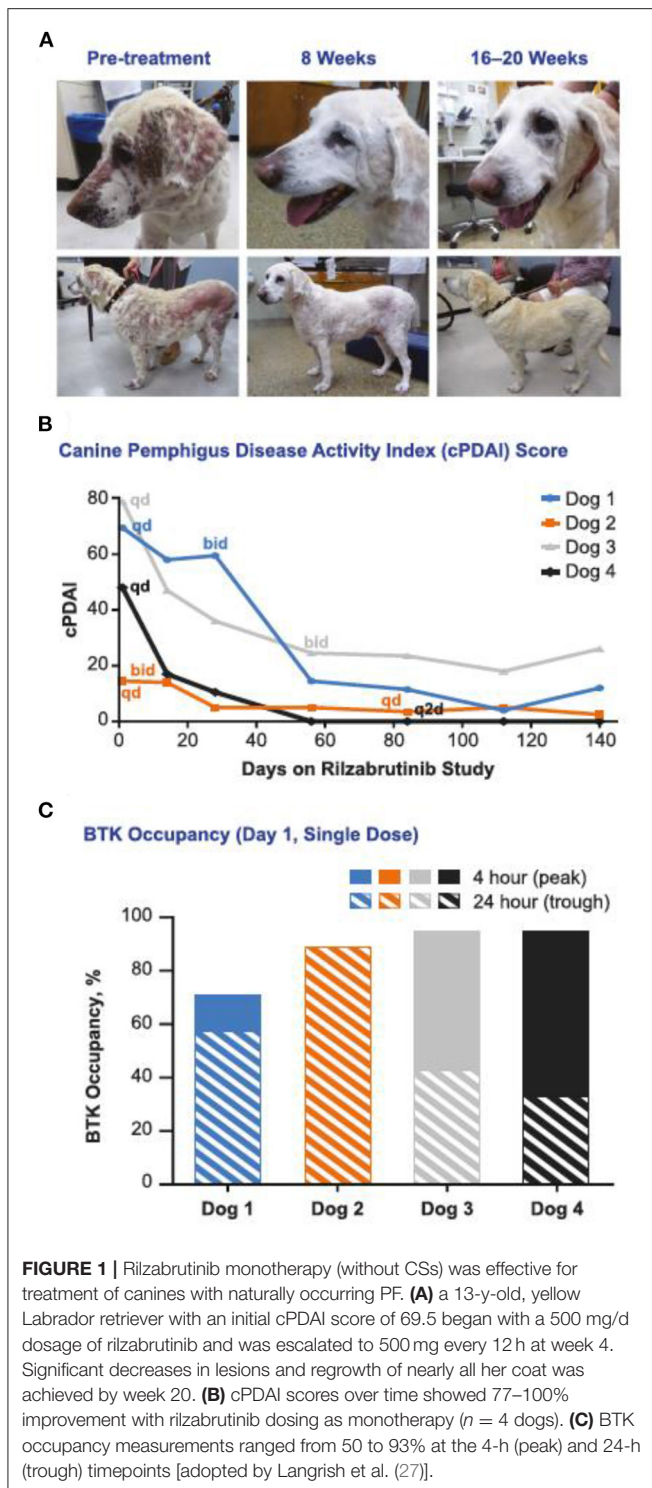 A
Pre-treatment
8 Weeks
16–20 Weeks
B
Canine Pemphigus Disease Activity Index (cPDAI) Score
80
60
40
20
0
cPDAI
qd
qd
bid
qd
bid
qd
bid
qd
q2d
Dog 1
Dog 2
Dog 3
Dog 4
0 20 40 60 80 100 120 140
Days on Rilzabrutinib Study
C
BTK Occupancy (Day 1, Single Dose)
4 hour (peak)
24 hour (trough)
100
80
60
40
20
0
BTK Occupancy, %
Dog 1 Dog 2 Dog 3 Dog 4
FIGURE 1 | Rilzabrutinib monotherapy (without CSs) was effective for
treatment of canines with naturally occurring PF. (A) a 13-y-old, yellow
Labrador retriever with an initial cPDAI score of 69.5 began with a 500 mg/d
dosage of rilzabrutinib and was escalated to 500 mg every 12 h at week 4.
Significant decreases in lesions and regrowth of nearly all her coat was
achieved by week 20. (B) cPDAI scores over time showed 77–100%
improvement with rilzabrutinib dosing as monotherapy (n = 4 dogs). (C) BTK
occupancy measurements ranged from 50 to 93% at the 4-h (peak) and 24-h
(trough) timepoints [adopted by Langrish et al. (27)].